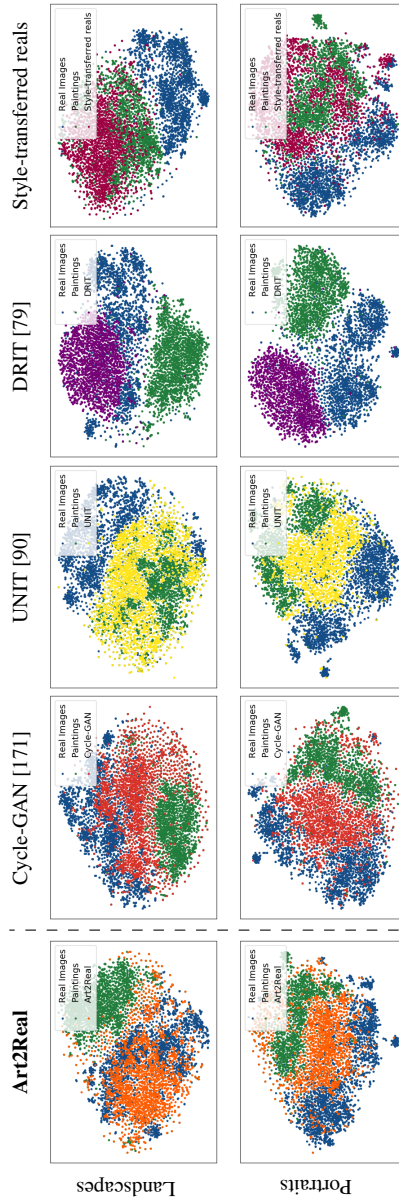 Art2Real
Cycle-GAN [171]
UNIT [90]
DRIT [79]
Style-transferred reals
Landscapes
Real Images
Paintings
Art2Real
Real Images
Paintings
Cycle-GAN
Real Images
Paintings
UNIT
Real Images
Paintings
DRIT
Real Images
Paintings
Style-transferred reals
Portraits
Real Images
Paintings
Art2Real
Real Images
Paintings
Cycle-GAN
Real Images
Paintings
UNIT
Real Images
Paintings
DRIT
Real Images
Paintings
Style-transferred reals